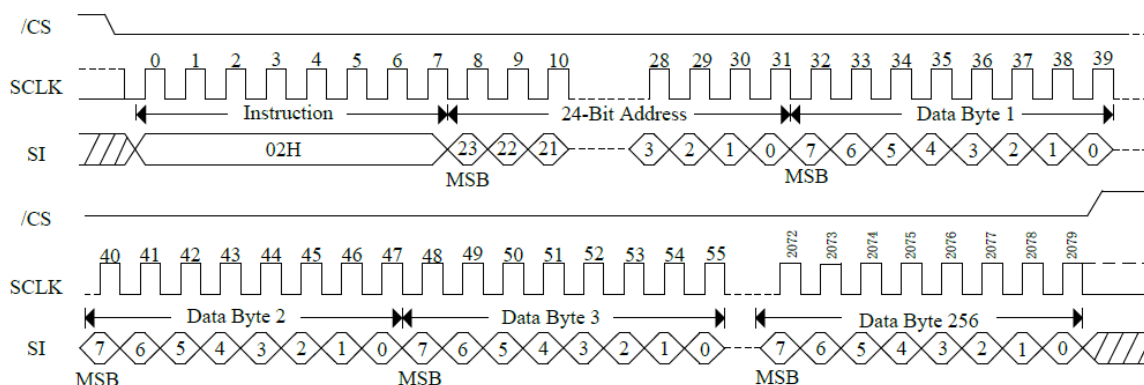 /CS
0 1 2 3 4 5 6 7 8 9 10 28 29 30 31 32 33 34 35 36 37 38 39
SCLK
Instruction 24-Bit Address Data Byte 1
SI 02H 23 22 21 3 2 1 0 7 6 5 4 3 2 1 0
MSB MSB
/CS
40 41 42 43 44 45 46 47 48 49 50 51 52 53 54 55 2072 2073 2074 2075 2076 2077 2078 2079
SCLK
Data Byte 2 Data Byte 3 Data Byte 256
SI 7 6 5 4 3 2 1 0 7 6 5 4 3 2 1 0 7 6 5 4 3 2 1 0
MSB MSB MSB